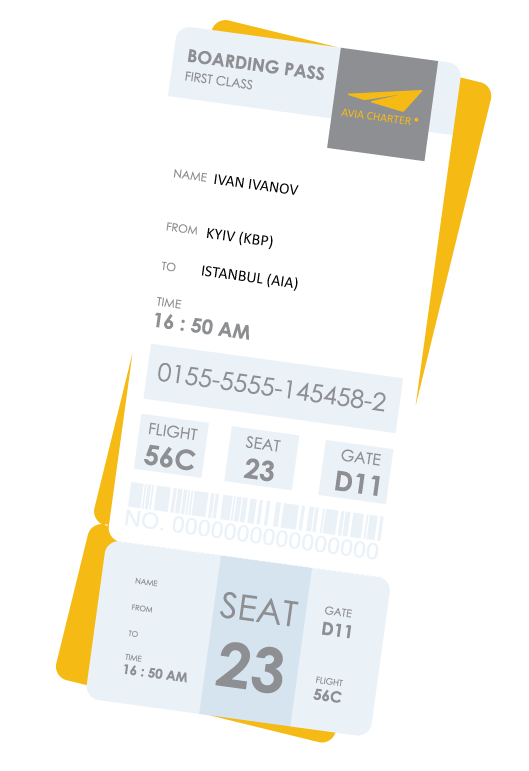 BOARDING PASS
FIRST CLASS
AVIA CHARTER
NAME IVAN IVANOV
FROM KYIV (KBP)
TO ISTANBUL (AIA)
TIME
16 : 50 AM
0155-5555-145458-2
FLIGHT SEAT GATE
56C 23 D11
NO. 0000000000000000
NAME
FROM
TO
TIME
16 : 50 AM
SEAT
23
GATE
D11
FLIGHT
56C